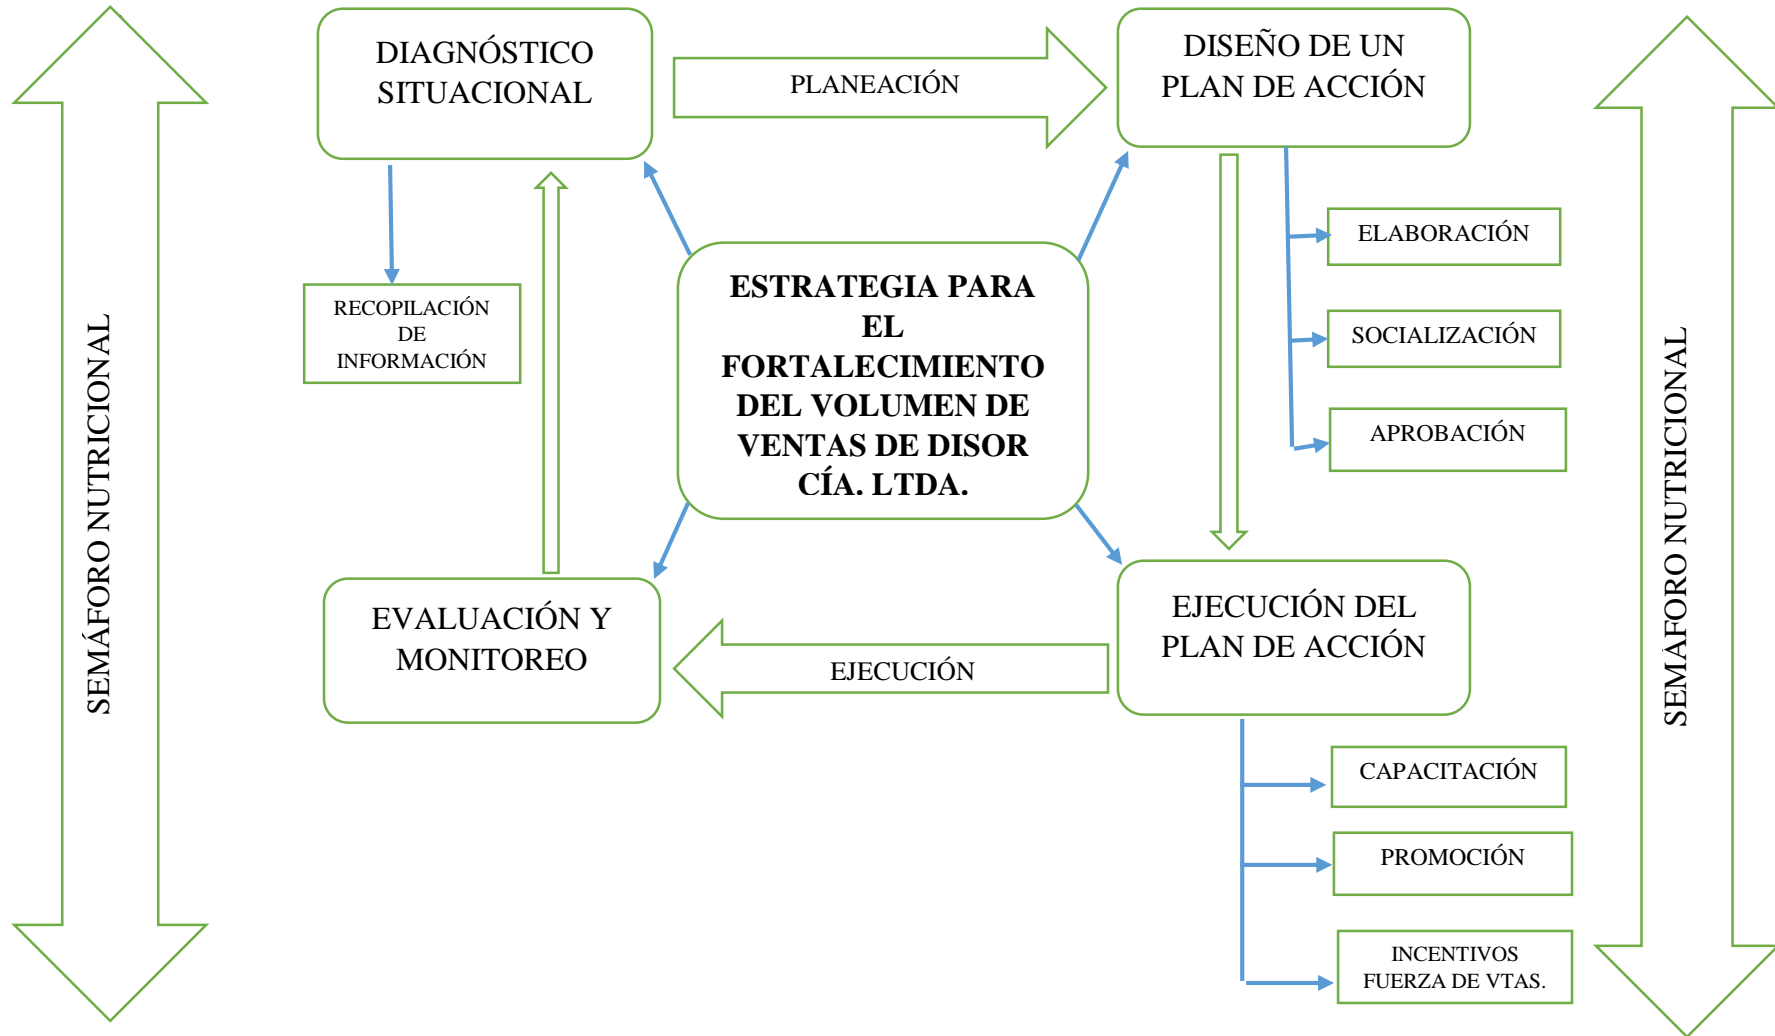 DIAGNÓSTICO
SITUACIONAL
PLANEACIÓN
DISEÑO DE UN
PLAN DE ACCIÓN
ELABORACIÓN
SOCIALIZACIÓN
APROBACIÓN
RECOPILACIÓN
DE
INFORMACIÓN
ESTRATEGIA PARA
EL
FORTALECIMIENTO
DEL VOLUMEN DE
VENTAS DE DISOR
CÍA. LTDA.
SEMÁFORO NUTRICIONAL
SEMÁFORO NUTRICIONAL
EVALUACIÓN Y
MONITOREO
EJECUCIÓN
EJECUCIÓN DEL
PLAN DE ACCIÓN
CAPACITACIÓN
PROMOCIÓN
INCENTIVOS
FUERZA DE VTAS.